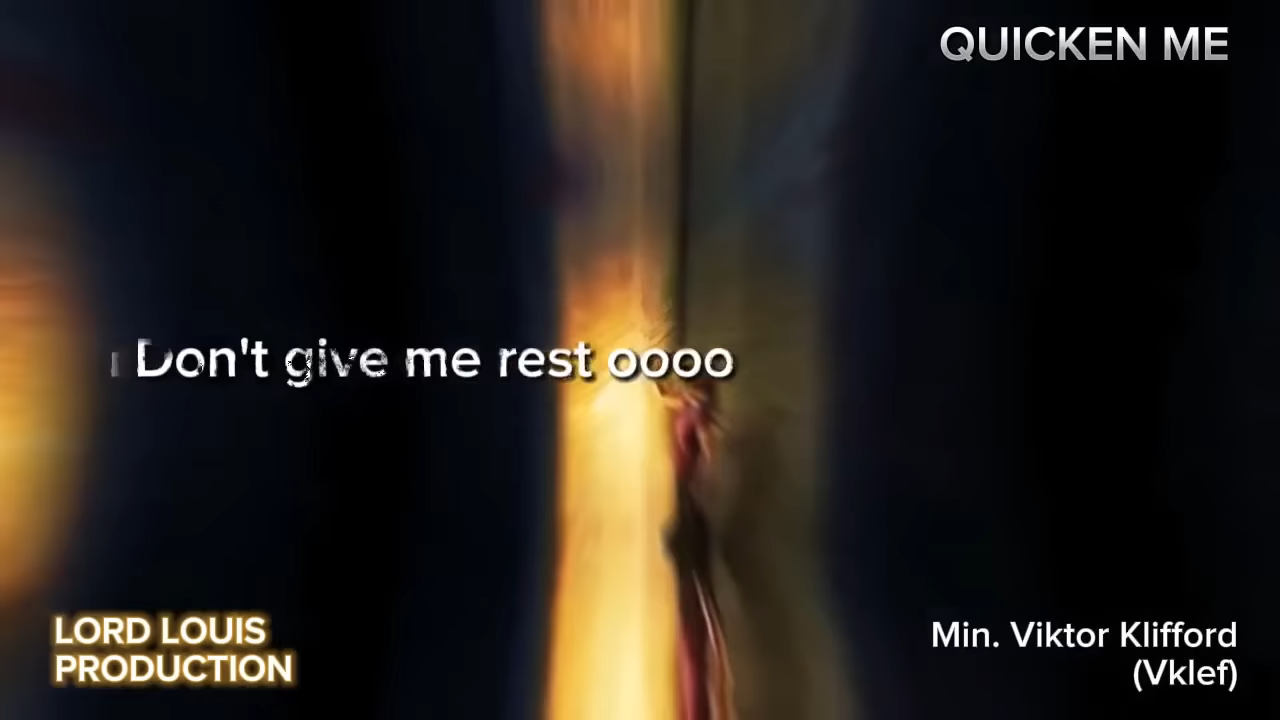 QUICKEN ME
Don't give me rest oooo
LORD LOUIS
PRODUCTION
Min. Viktor Klifford
(Vklef)